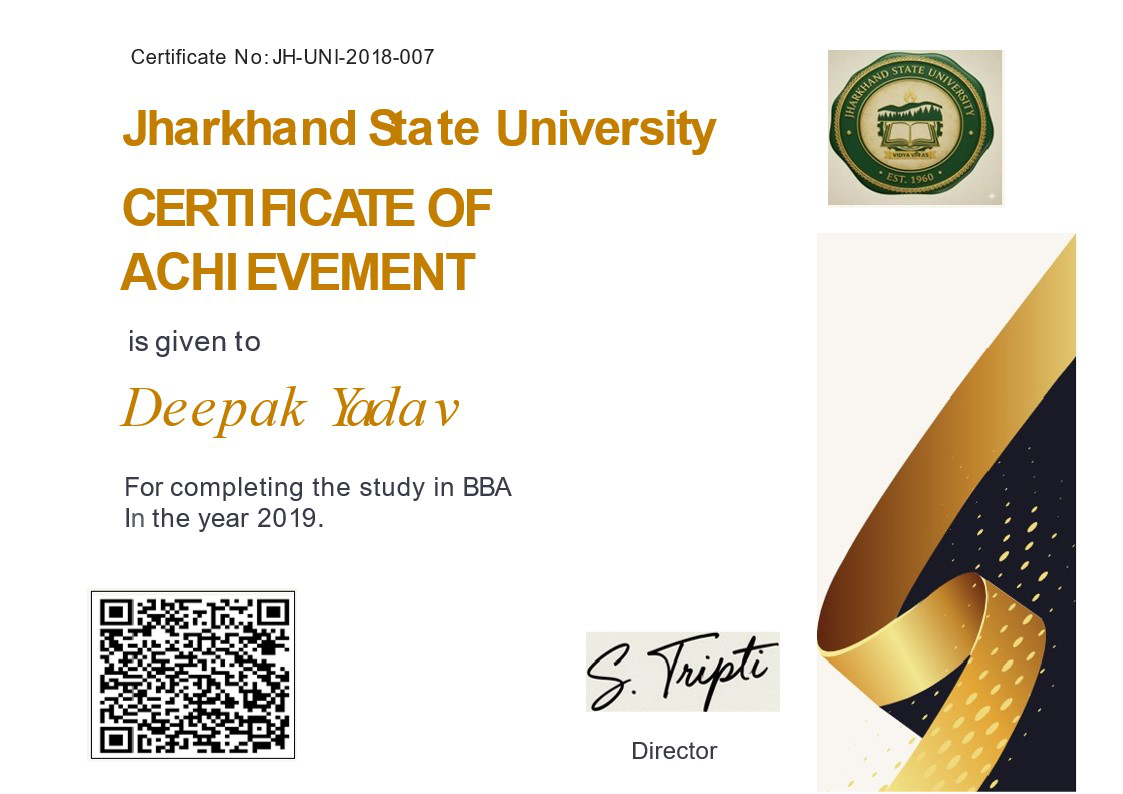 Certificate No: JH-UNI-2018-007
Jharkhand State University
CERTIFICATE OF
ACHIEVEMENT
is given to
Deepak Yadav
For completing the study in BBA
In the year 2019.
S. Tripti
Director
JHARKHAND STATE UNIVERSITY
VIDYA VIKAS
• EST. 1960 •